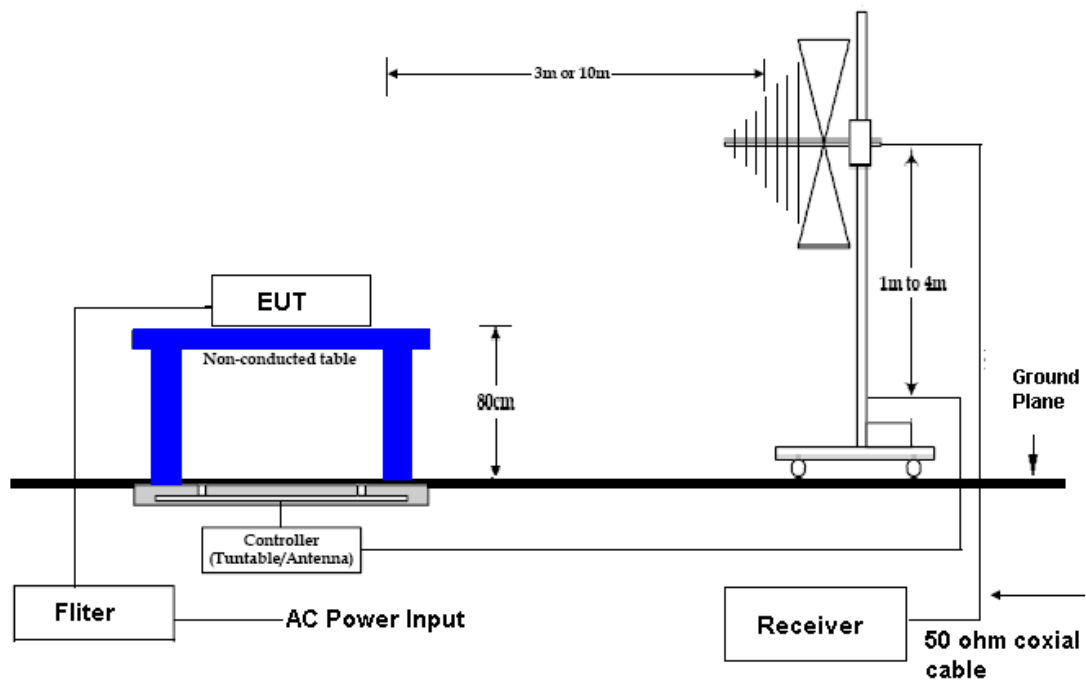 3m or 10m
1m to 4m
EUT
Non-conducted table
80cm
Ground
Plane
Controller
(Tuntable/Antenna)
Fliter
AC Power Input
Receiver
50 ohm coxial
cable